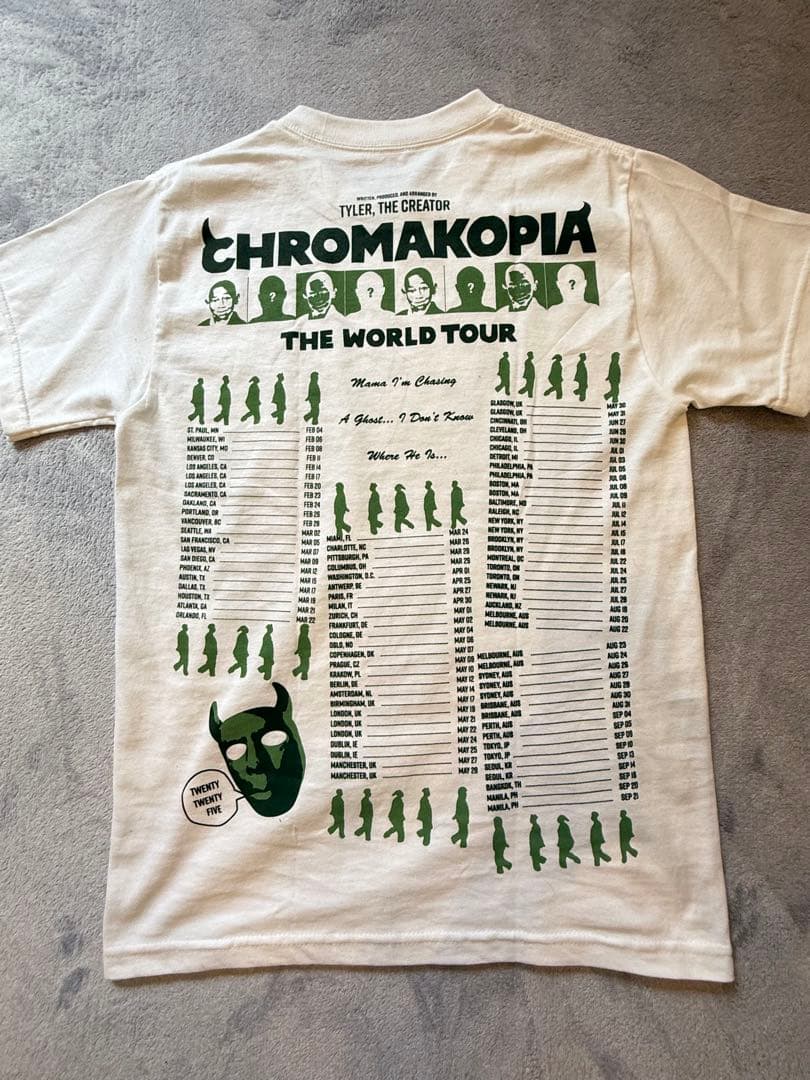 WRITTEN, PRODUCED, AND ARRANGED BY
TYLER, THE CREATOR
CHROMAKOPIA
? ? ? ?
THE WORLD TOUR
Mama I'm Chasing
A Ghost... I Don't Know
Where He Is...
ST. PAUL, MN FEB 04
MILWAUKEE, WI FEB 06
KANSAS CITY, MO FEB 08
DENVER, CO FEB 11
LOS ANGELES, CA FEB 14
LOS ANGELES, CA FEB 17
LOS ANGELES, CA FEB 20
SACRAMENTO, CA FEB 23
OAKLAND, CA FEB 24
PORTLAND, OR FEB
VANCOUVER, BC FEB 28
SEATTLE, WA MAR 02
SAN FRANCISCO, CA MAR 05
LAS VEGAS, NV MAR 07
SAN DIEGO, CA MAR 09
PHOENIX, AZ MAR 12
AUSTIN, TX MAR 15
DALLAS, TX MAR 17
HOUSTON, TX MAR 19
ATLANTA, GA MAR 21
ORLANDO, FL MAR 22
TWENTY
TWENTY
FIVE
MIAMI, FL MAR 24
CHARLOTTE, NC MAR
PITTSBURGH, PA MAR 28
COLUMBUS, OH MAR 29
WASHINGTON, D.C. APR 01
ANTWERP, BE APR 25
PARIS, FR APR 27
MILAN, IT APR 30
ZURICH, CH MAY 01
FRANKFURT, DE MAY 02
COLOGNE, DE MAY 04
OSLO, NO MAY 06
COPENHAGEN, DK MAY 07
PRAGUE, CZ MAY 09
KRAKOW, PL MAY 10
BERLIN, DE MAY 12
AMSTERDAM, NL MAY 14
BIRMINGHAM, UK MAY 17
LONDON, UK MAY 18
LONDON, UK MAY 21
LONDON, UK MAY 22
DUBLIN, IE MAY 24
DUBLIN, IE MAY 25
MANCHESTER, UK MAY 27
MANCHESTER, UK MAY 28
GLASGOW, UK MAY 30
GLASGOW, UK MAY 31
CINCINNATI, OH JUN 27
CLEVELAND, OH JUN 28
CHICAGO, IL JUN 30
CHICAGO, IL JUL 01
DETROIT, MI JUL 03
PHILADELPHIA, PA JUL 05
PHILADELPHIA, PA JUL 06
BOSTON, MA JUL 08
BOSTON, MA JUL 09
BALTIMORE, MD JUL 11
RALEIGH, NC JUL 12
NEW YORK, NY JUL 14
NEW YORK, NY JUL 15
BROOKLYN, NY JUL 17
BROOKLYN, NY JUL 18
MONTREAL, QC JUL 22
TORONTO, ON JUL 24
TORONTO, ON JUL 25
NEWARK, NJ JUL 27
NEWARK, NJ JUL 28
AUCKLAND, NZ AUG 18
MELBOURNE, AUS AUG
MELBOURNE, AUS AUG 22
MELBOURNE, AUS AUG 23
MELBOURNE, AUS AUG 24
SYDNEY, AUS AUG 26
SYDNEY, AUS AUG 27
SYDNEY, AUS AUG 29
BRISBANE, AUS AUG 30
BRISBANE, AUS AUG 31
PERTH, AUS SEP 04
PERTH, AUS SEP 05
TOKYO, JP SEP 09
TOKYO, JP SEP 10
SEOUL, KR SEP 13
SEOUL, KR SEP 14
BANGKOK, TH SEP
MANILA, PH SEP 20
MANILA, PH SEP 21